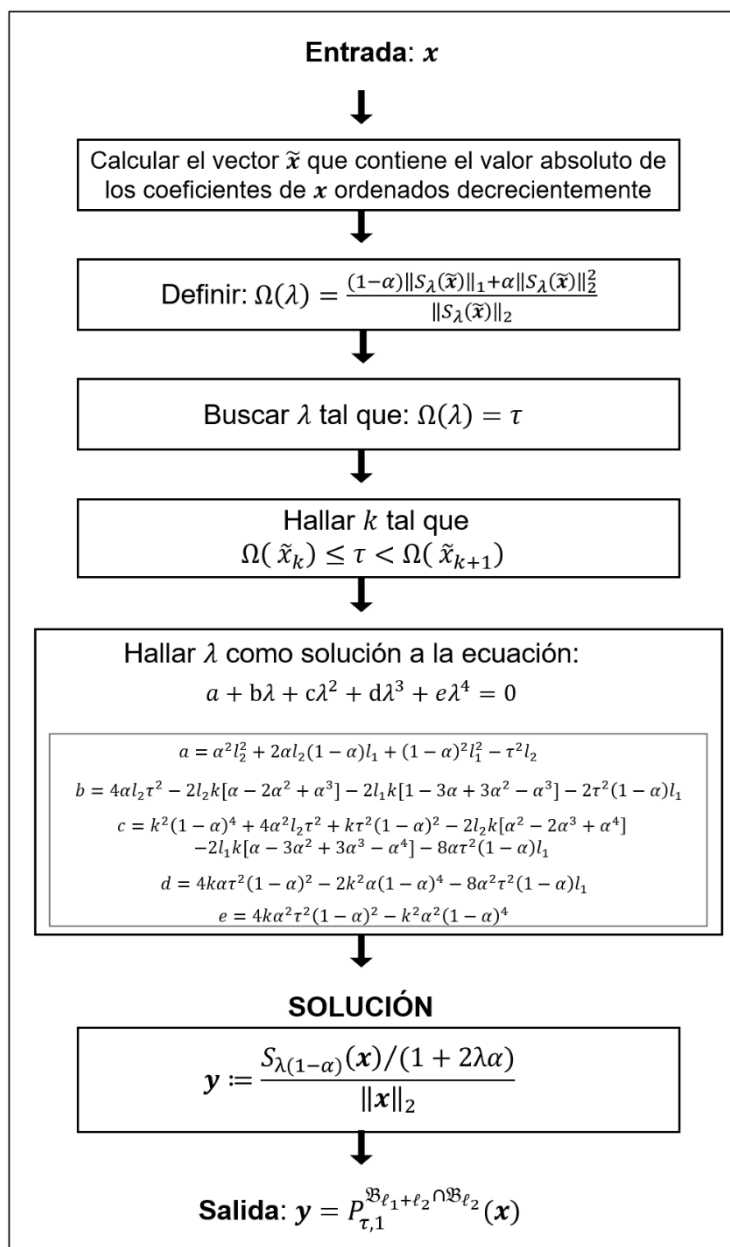 Entrada: 𝒙
Calcular el vector 𝒙̃ que contiene el valor absoluto de
los coeficientes de 𝒙 ordenados decrecientemente
Definir: Ω(λ) = ((1−α)‖S_λ(𝒙̃)‖₁+α‖S_λ(𝒙̃)‖₂²)/‖S_λ(𝒙̃)‖₂
Buscar λ tal que: Ω(λ) = τ
Hallar k tal que
Ω( x̃_k) ≤ τ < Ω( x̃_{k+1})
Hallar λ como solución a la ecuación:
a + bλ + cλ² + dλ³ + eλ⁴ = 0
a = α²l₂² + 2αl₂(1 − α)l₁ + (1 − α)²l₁² − τ²l₂
b = 4αl₂τ² − 2l₂k[α − 2α² + α³] − 2l₁k[1 − 3α + 3α² − α³] − 2τ²(1 − α)l₁
c = k²(1 − α)⁴ + 4α²l₂τ² + kτ²(1 − α)² − 2l₂k[α² − 2α³ + α⁴]
−2l₁k[α − 3α² + 3α³ − α⁴] − 8ατ²(1 − α)l₁
d = 4kατ²(1 − α)² − 2k²α(1 − α)⁴ − 8α²τ²(1 − α)l₁
e = 4kα²τ²(1 − α)² − k²α²(1 − α)⁴
SOLUCIÓN
𝒚 ≔ (S_{λ(1−α)}(𝒙)/(1 + 2λα))/‖𝒙‖₂
Salida: 𝒚 = P_{τ,1}^{𝔅_{ℓ₁+ℓ₂}∩𝔅_{ℓ₂}}(𝒙)